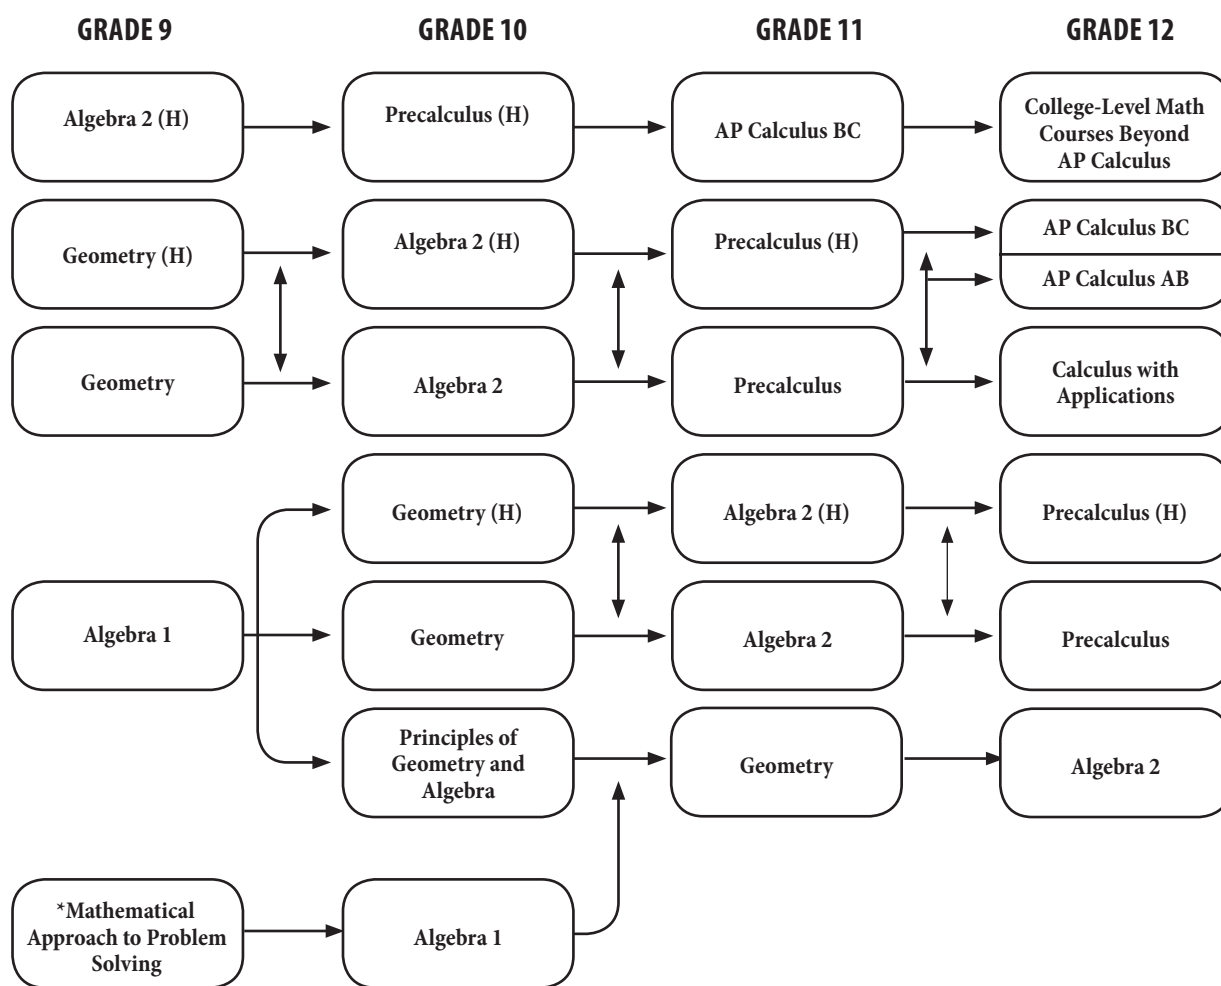 GRADE 9 GRADE 10 GRADE 11 GRADE 12
Algebra 2 (H)
Precalculus (H)
AP Calculus BC
College-Level Math
Courses Beyond
AP Calculus
Geometry (H)
Algebra 2 (H)
Precalculus (H)
AP Calculus BC
AP Calculus AB
Geometry
Algebra 2
Precalculus
Calculus with
Applications
Geometry (H)
Algebra 2 (H)
Precalculus (H)
Algebra 1
Geometry
Algebra 2
Precalculus
Principles of
Geometry and
Algebra
Geometry
Algebra 2
*Mathematical
Approach to Problem
Solving
Algebra 1